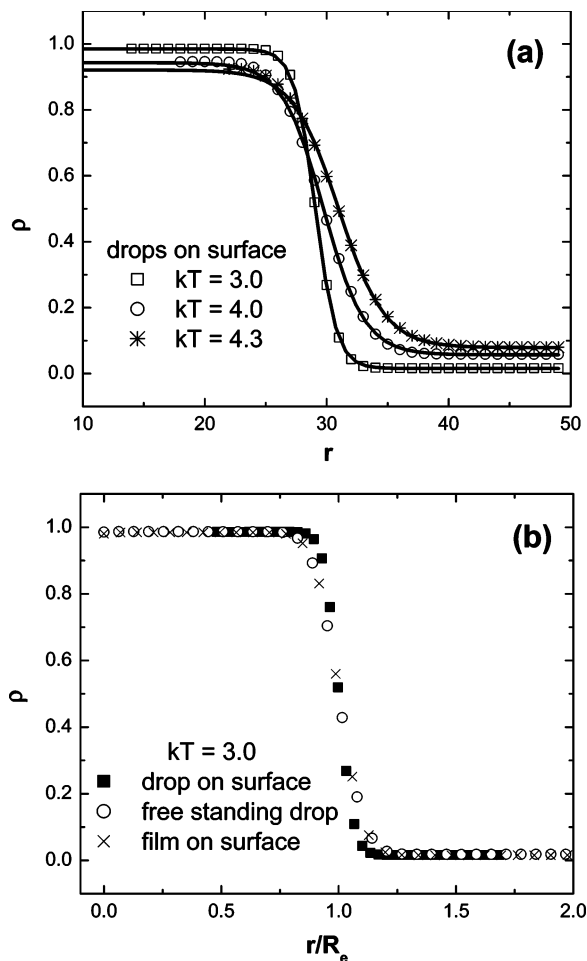 (a)
1.0
0.8
0.6
0.4
0.2
0.0
ρ
drops on surface
kT = 3.0
kT = 4.0
kT = 4.3
10 20 30 40 50
r
(b)
1.0
0.8
0.6
0.4
0.2
0.0
ρ
kT = 3.0
drop on surface
free standing drop
film on surface
0.0 0.5 1.0 1.5 2.0
r/Re